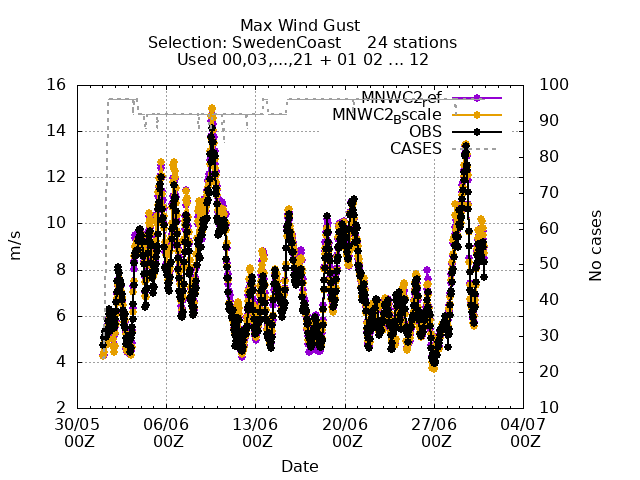 Max Wind Gust
Selection: SwedenCoast 24 stations
Used 00,03,...,21 + 01 02 ... 12
16 100
MNWC2_ref
90
MNWC2_Bscale
14 OBS
80
CASES
12
70
10 60
m/s No cases
50
8
40
6
30
4
20
2 10
30/05 06/06 13/06 20/06 27/06 04/07
00Z 00Z 00Z 00Z 00Z 00Z
Date